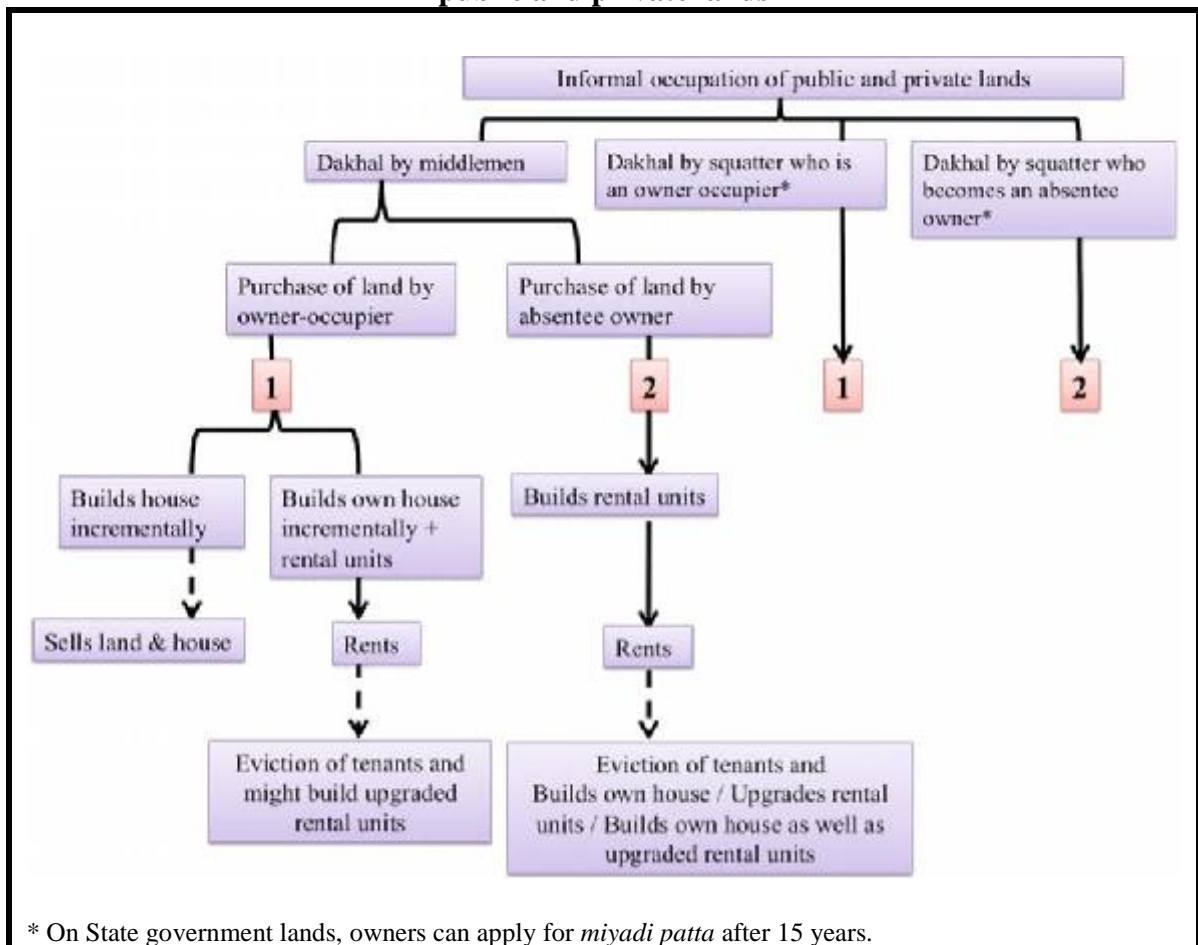 public and private lands
Informal occupation of public and private lands
Dakhal by middlemen
Dakhal by squatter who is
an owner occupier*
Dakhal by squatter who
becomes an absentee
owner*
Purchase of land by
owner-occupier
Purchase of land by
absentee owner
1
2
1
2
Builds house
incrementally
Builds own house
incrementally +
rental units
Builds rental units
Sells land & house
Rents
Rents
Eviction of tenants and
might build upgraded
rental units
Eviction of tenants and
Builds own house / Upgrades rental
units / Builds own house as well as
upgraded rental units
* On State government lands, owners can apply for miyadi patta after 15 years.